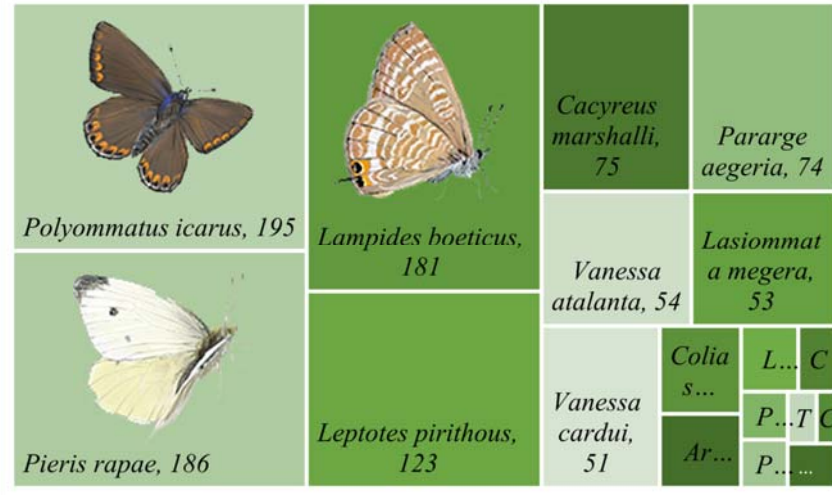 Polyommatus icarus, 195
Lampides boeticus,
181
Cacyreus
marshalli,
75
Pararge
aegeria, 74
Pieris rapae, 186
Leptotes pirithous,
123
Vanessa
atalanta, 54
Lasiommat
a megera,
53
Vanessa
cardui,
51
Colia
s...
Ar...
L...
C
P...
T
C
P...
...